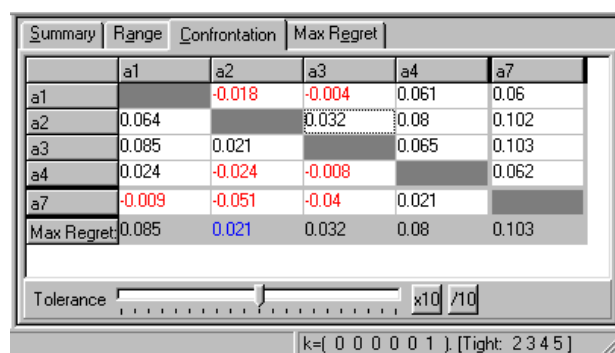 Summary Range Confrontation Max Regret
a1 a2 a3 a4 a7
a1 -0.018 -0.004 0.061 0.06
a2 0.064 0.032 0.08 0.102
a3 0.085 0.021 0.065 0.103
a4 0.024 -0.024 -0.008 0.062
a7 -0.009 -0.051 -0.04 0.021
Max Regret: 0.085 0.021 0.032 0.08 0.103
Tolerance x10 /10
k=( 0 0 0 0 0 1 ). [Tight: 2 3 4 5 ]